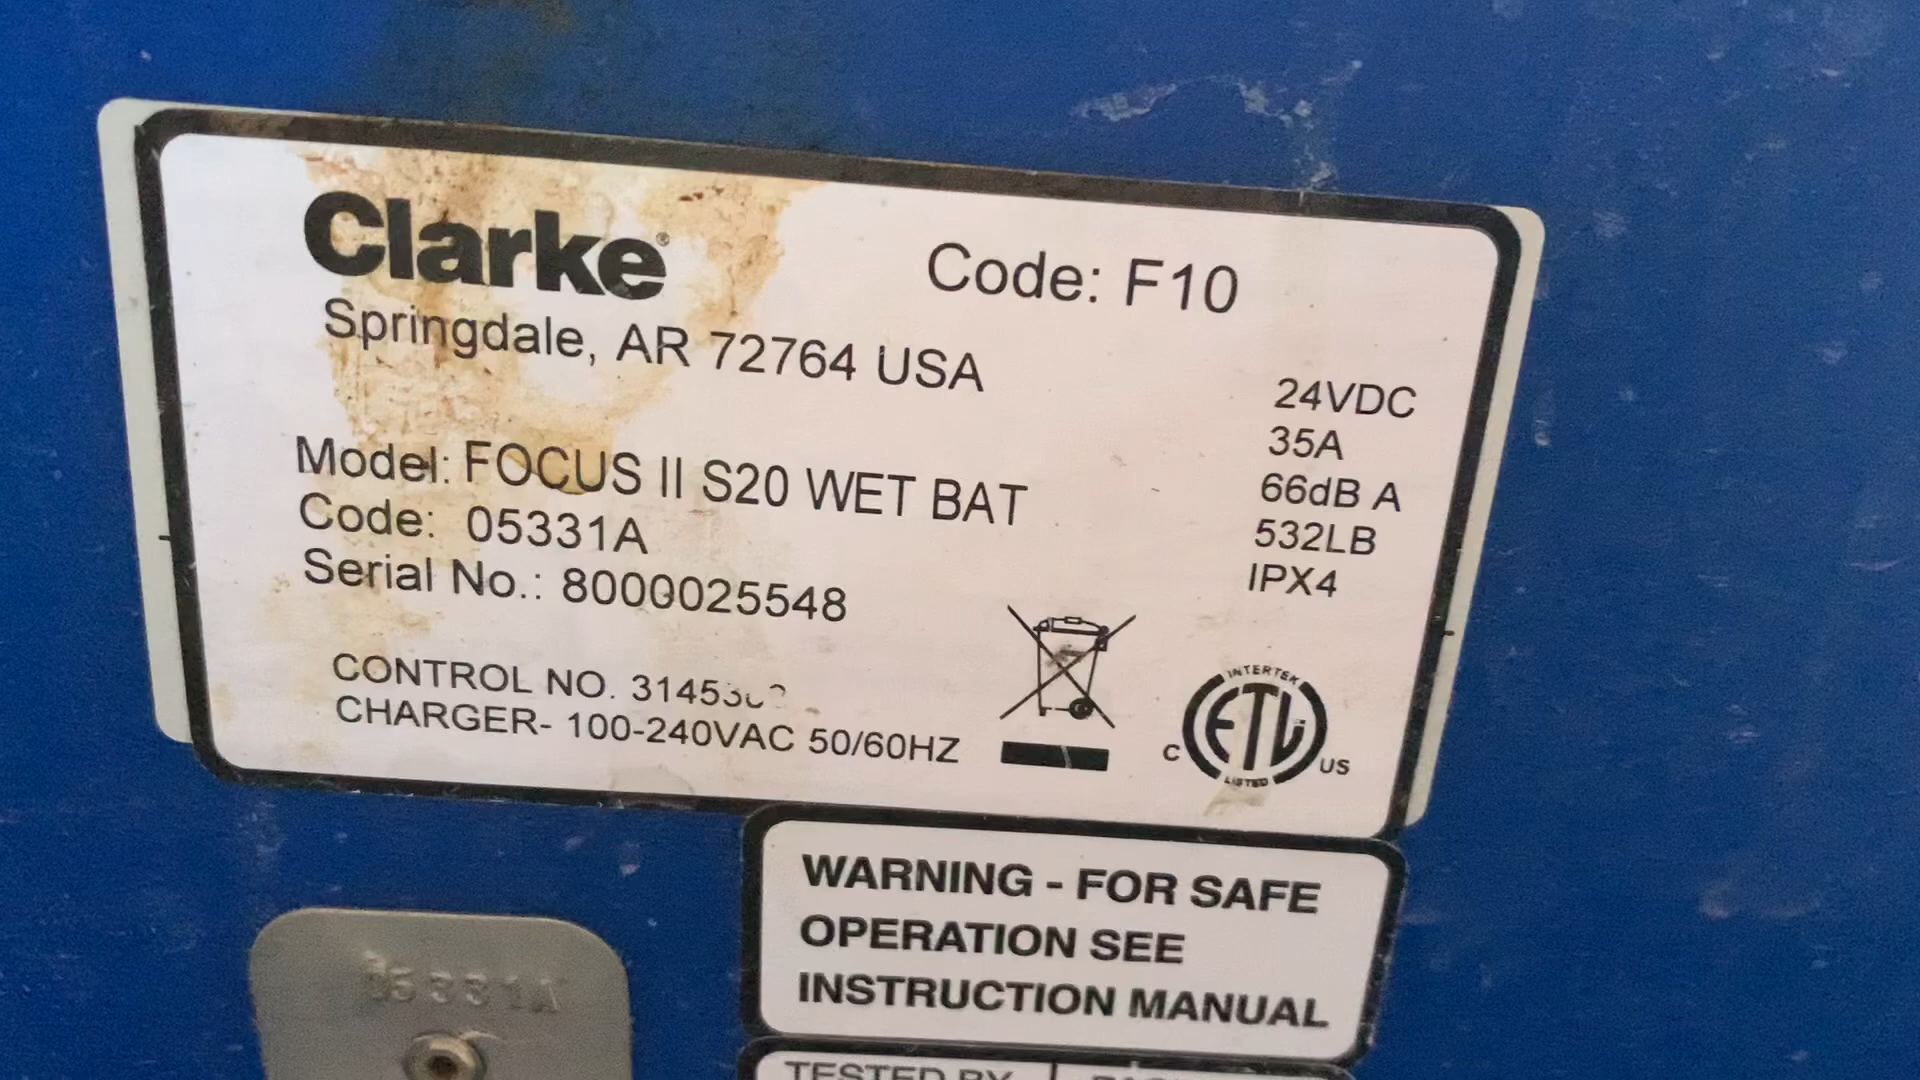 Clarke®
Code: F10
Springdale, AR 72764 USA
24VDC
35A
66dB A
532LB
IPX4
Model: FOCUS II S20 WET BAT
Code: 05331A
Serial No.: 8000025548
CONTROL NO.
CHARGER- 100-240VAC 50/60HZ
INTERTEK
ETL
C US
LISTED
WARNING - FOR SAFE
OPERATION SEE
INSTRUCTION MANUAL
05331A
TESTED BY